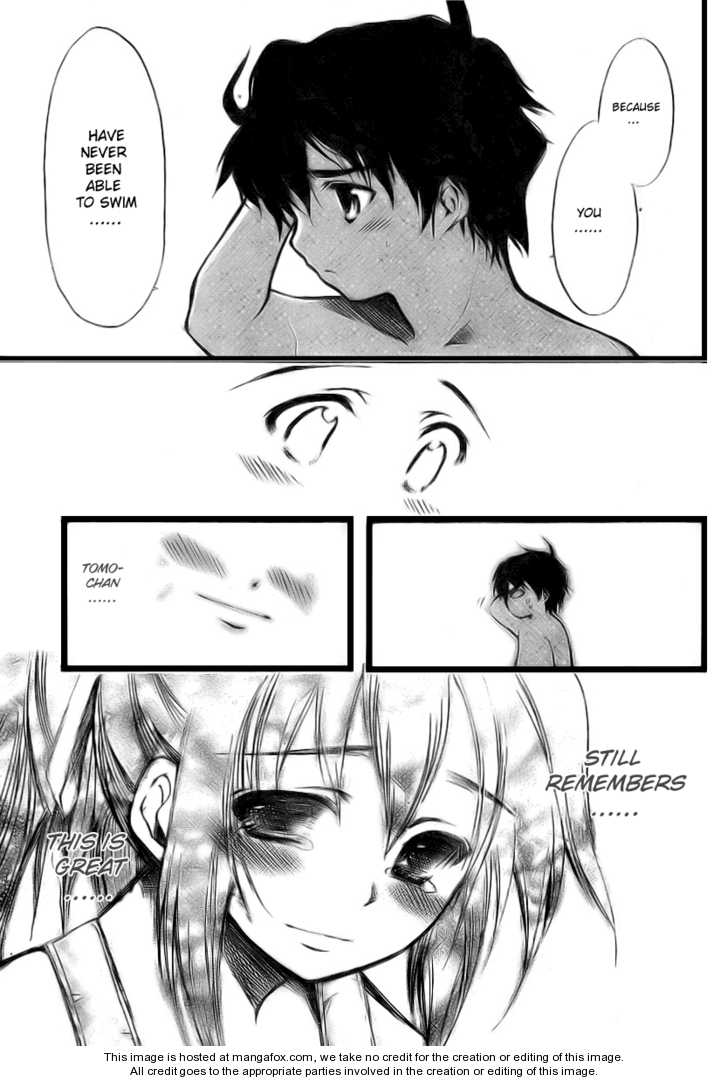 BECAUSE
...
YOU
......
HAVE
NEVER
BEEN
ABLE
TO SWIM
......
TOMO-
CHAN
......
STILL
REMEMBERS
......
THIS IS
GREAT
......
This image is hosted at mangafox.com, we take no credit for the creation or editing of this image.
All credit goes to the appropriate parties involved in the creation or editing of this image.